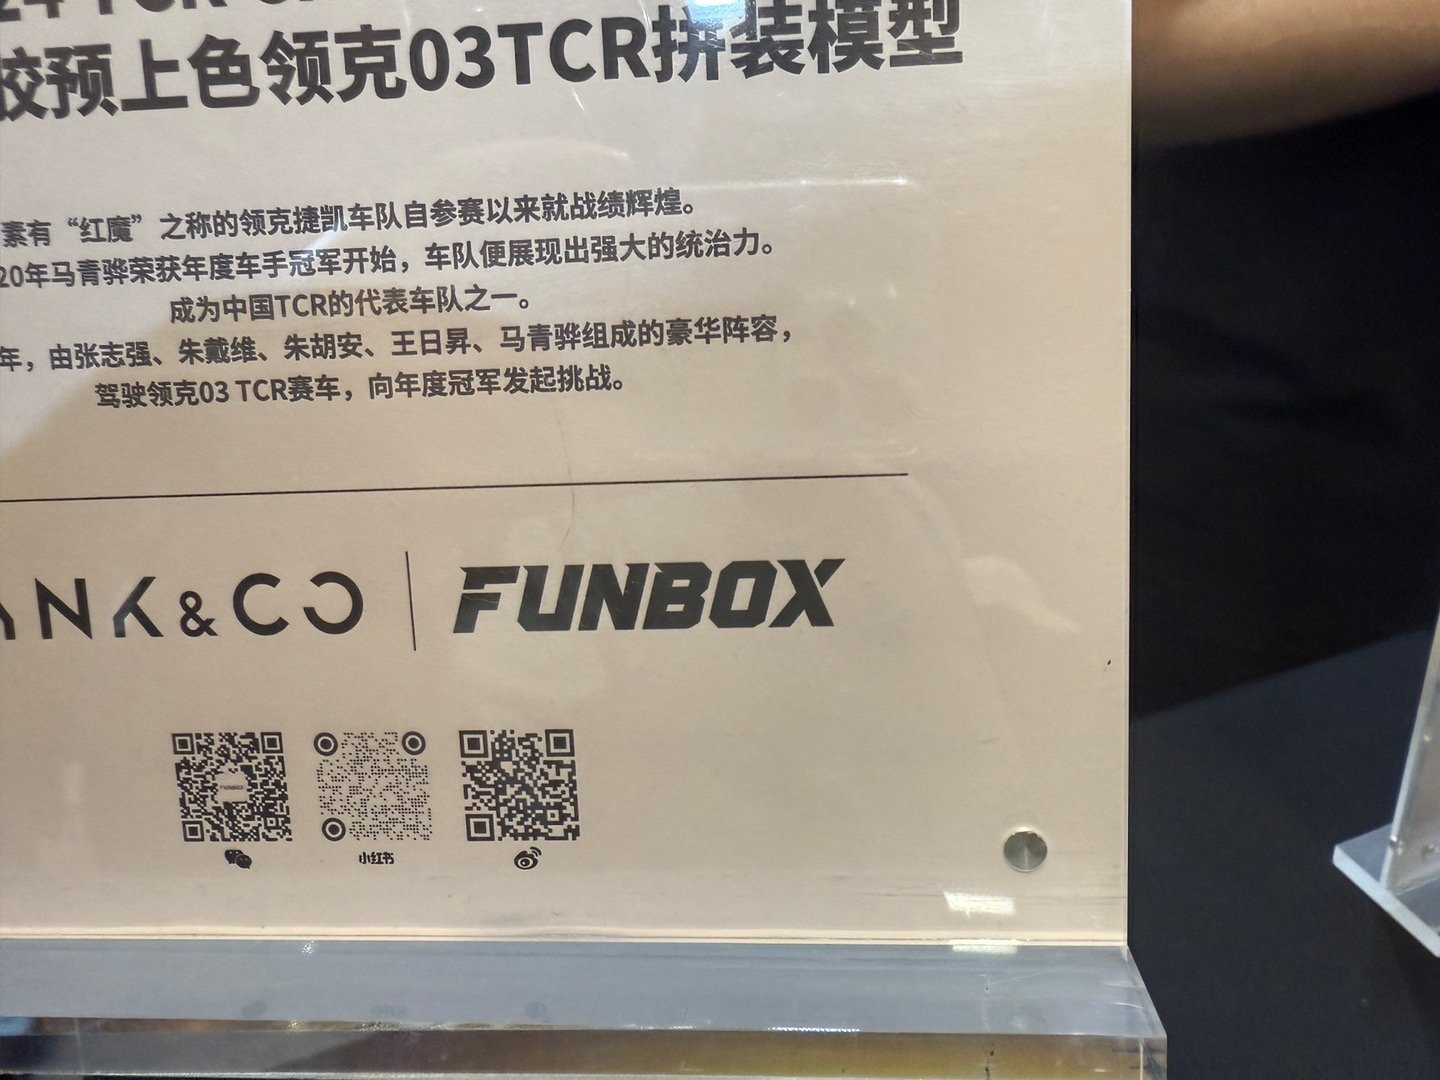 24 TCR
胶预上色领克03TCR拼装模型
素有“红魔”之称的领克捷凯车队自参赛以来就战绩辉煌。
20年马青骅荣获年度车手冠军开始，车队便展现出强大的统治力。
成为中国TCR的代表车队之一。
年，由张志强、朱戴维、朱胡安、王日昇、马青骅组成的豪华阵容，
驾驶领克03 TCR赛车，向年度冠军发起挑战。
YNK&CO | FUNBOX
FUNBOX
小红书